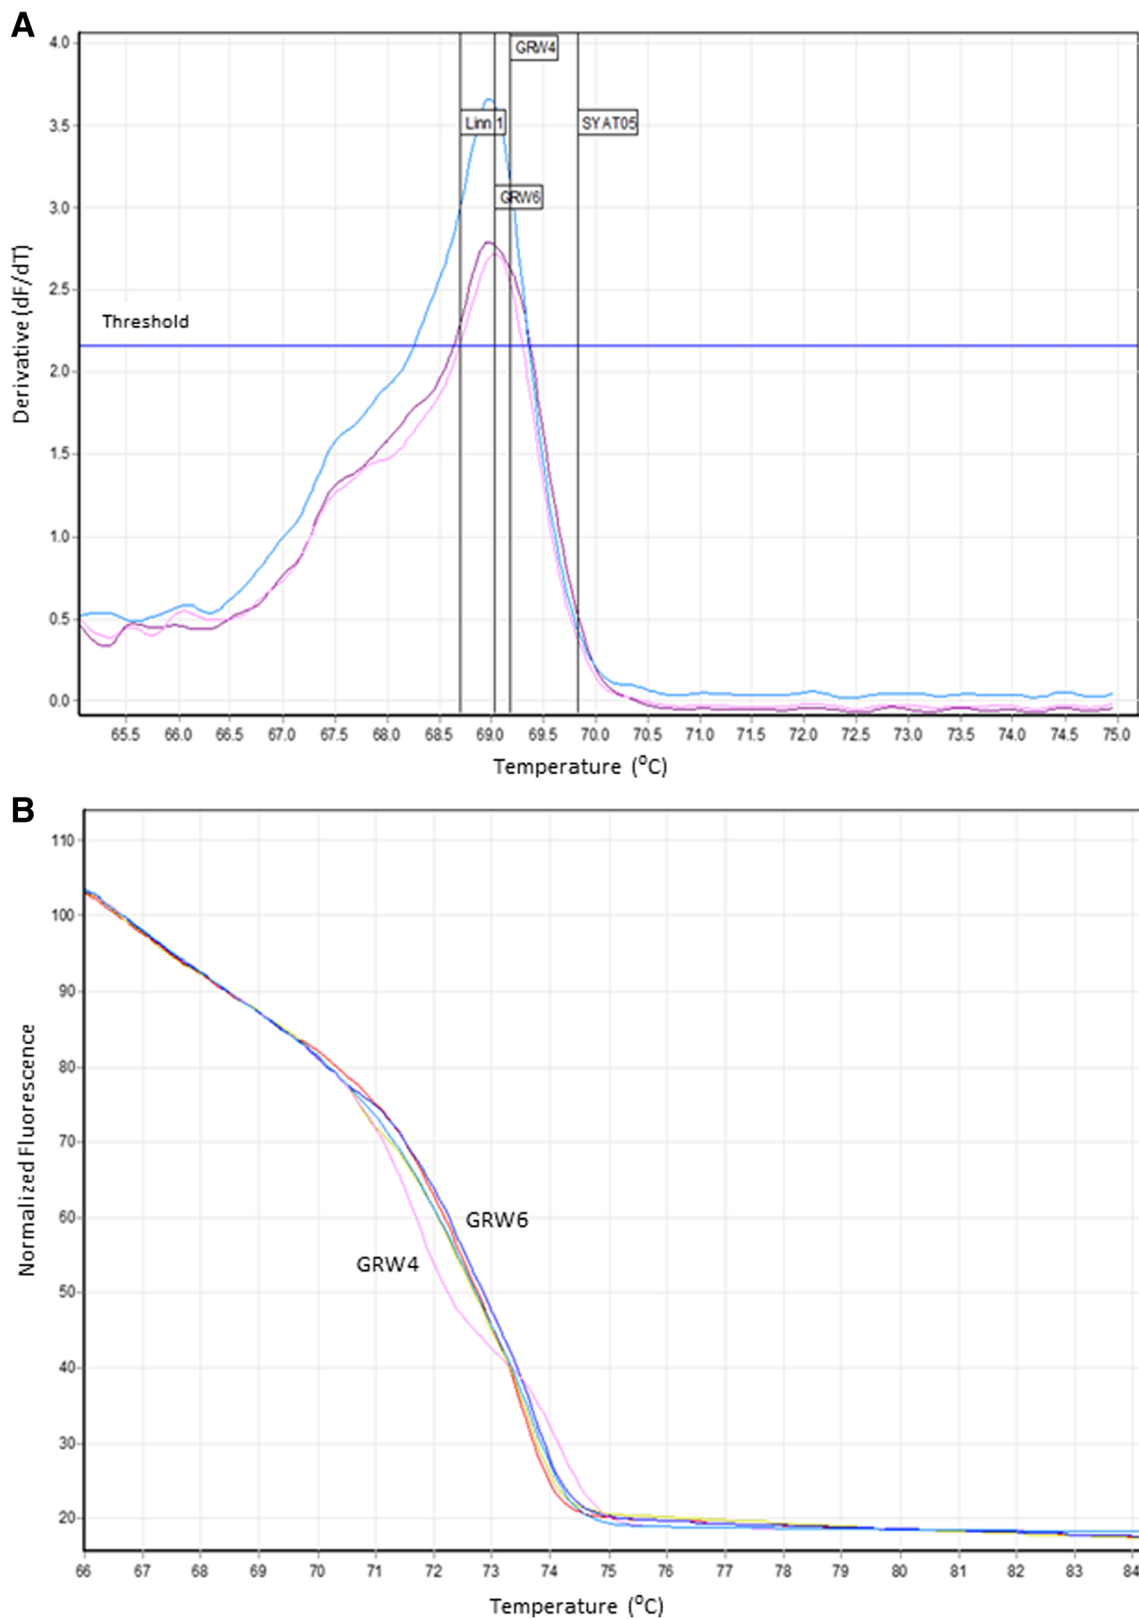 A
4.0
GRW4
3.5
Linn 1
SYAT05
3.0
GRW6
2.5
Threshold
2.0
1.5
1.0
0.5
0.0
Derivative (dF/dT)
65.5 66.0 66.5 67.0 67.5 68.0 68.5 69.0 69.5 70.0 70.5 71.0 71.5 72.0 72.5 73.0 73.5 74.0 74.5 75.0
Temperature (°C)
B
110
100
90
80
70
60
50
40
30
20
Normalized Fluorescence
GRW6
GRW4
66 67 68 69 70 71 72 73 74 75 76 77 78 79 80 81 82 83 84
Temperature (°C)